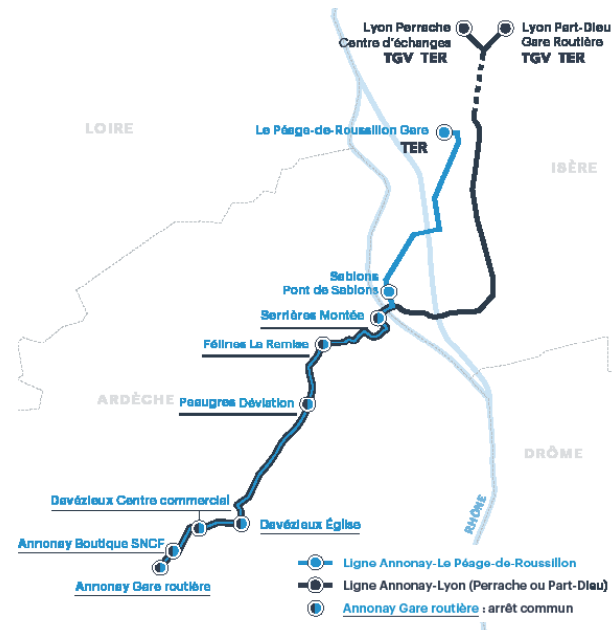 Lyon Perrache
Centre d'échanges
TGV TER
Lyon Part-Dieu
Gare Routière
TGV TER
LOIRE
Le Péage-de-Roussillon Gare
TER
ISÈRE
Sablons
Pont de Sablons
Serrières Montée
Félines La Remise
ARDÈCHE
Peaugres Déviation
DRÔME
Davézieux Centre commercial
Davézieux Église
RHÔNE
Annonay Boutique SNCF
Annonay Gare routière
Ligne Annonay-Le Péage-de-Roussillon
Ligne Annonay-Lyon (Perrache ou Part-Dieu)
Annonay Gare routière : arrêt commun